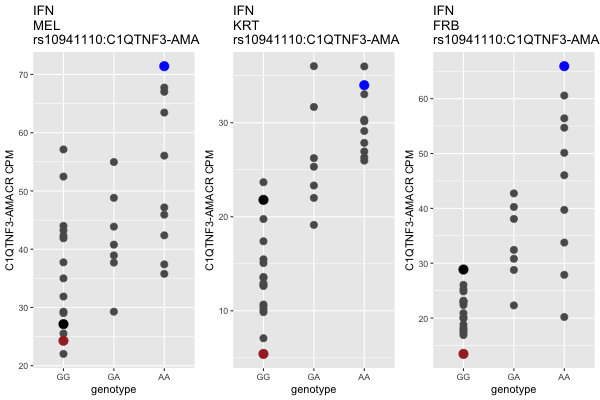 IFN
MEL
rs10941110:C1QTNF3-AMA
C1QTNF3-AMACR CPM
70
60
50
40
30
20
GG
GA
AA
genotype
IFN
KRT
rs10941110:C1QTNF3-AMA
C1QTNF3-AMACR CPM
30
20
10
GG
GA
AA
genotype
IFN
FRB
rs10941110:C1QTNF3-AMA
C1QTNF3-AMACR CPM
60
50
40
30
20
GG
GA
AA
genotype